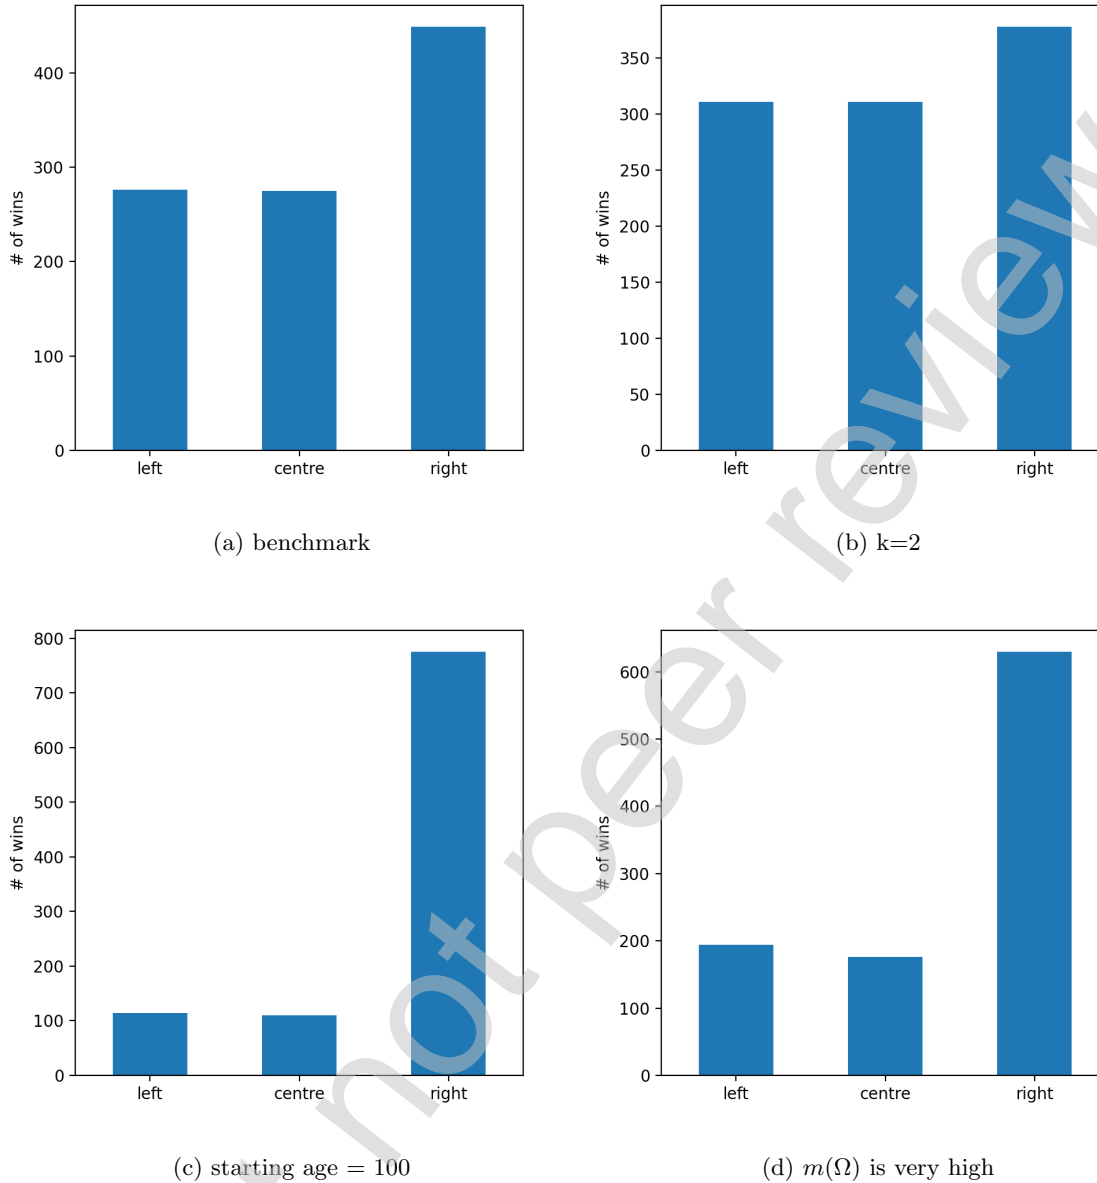 400
300
200
100
0
# of wins
left centre right
(a) benchmark
350
300
250
200
150
100
50
0
# of wins
left centre right
(b) k=2
800
700
600
500
400
300
200
100
0
# of wins
left centre right
(c) starting age = 100
600
500
400
300
200
100
0
# of wins
left centre right
(d) m(Ω) is very high
not peer review